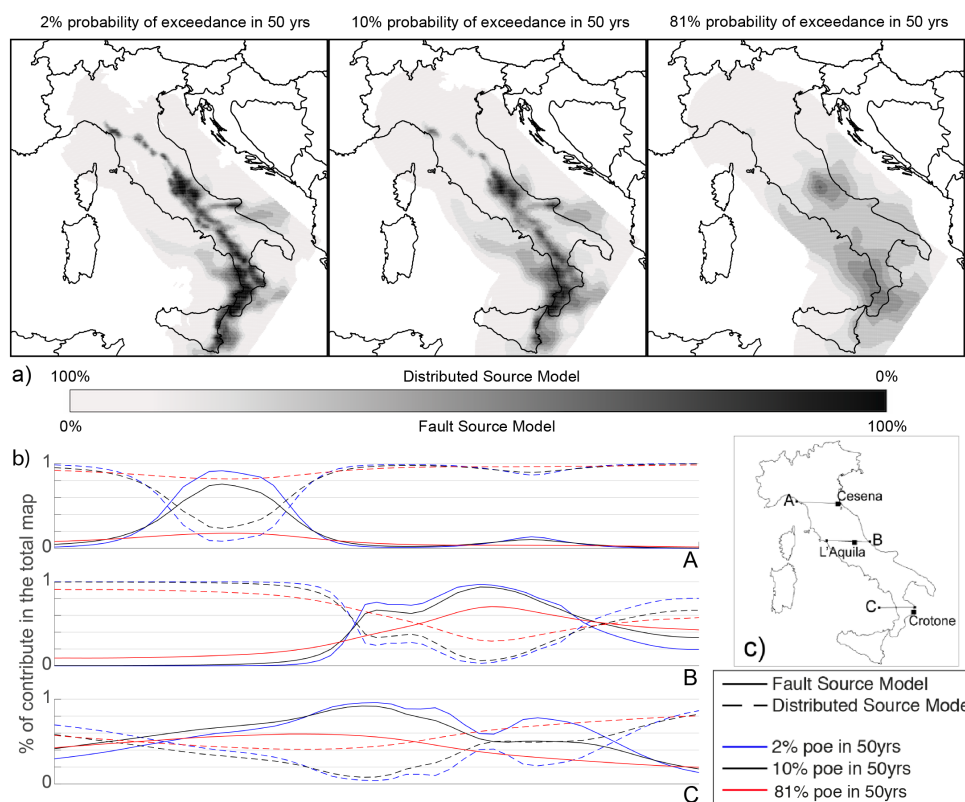 2% probability of exceedance in 50 yrs
10% probability of exceedance in 50 yrs
81% probability of exceedance in 50 yrs
a)
100%
Distributed Source Model
0%
0%
Fault Source Model
100%
b)
% of contribute in the total map
1
0
A
1
0
B
1
0
C
A
Cesena
L'Aquila
B
C
Crotone
c)
Fault Source Model
Distributed Source Mode
2% poe in 50yrs
10% poe in 50yrs
81% poe in 50yrs